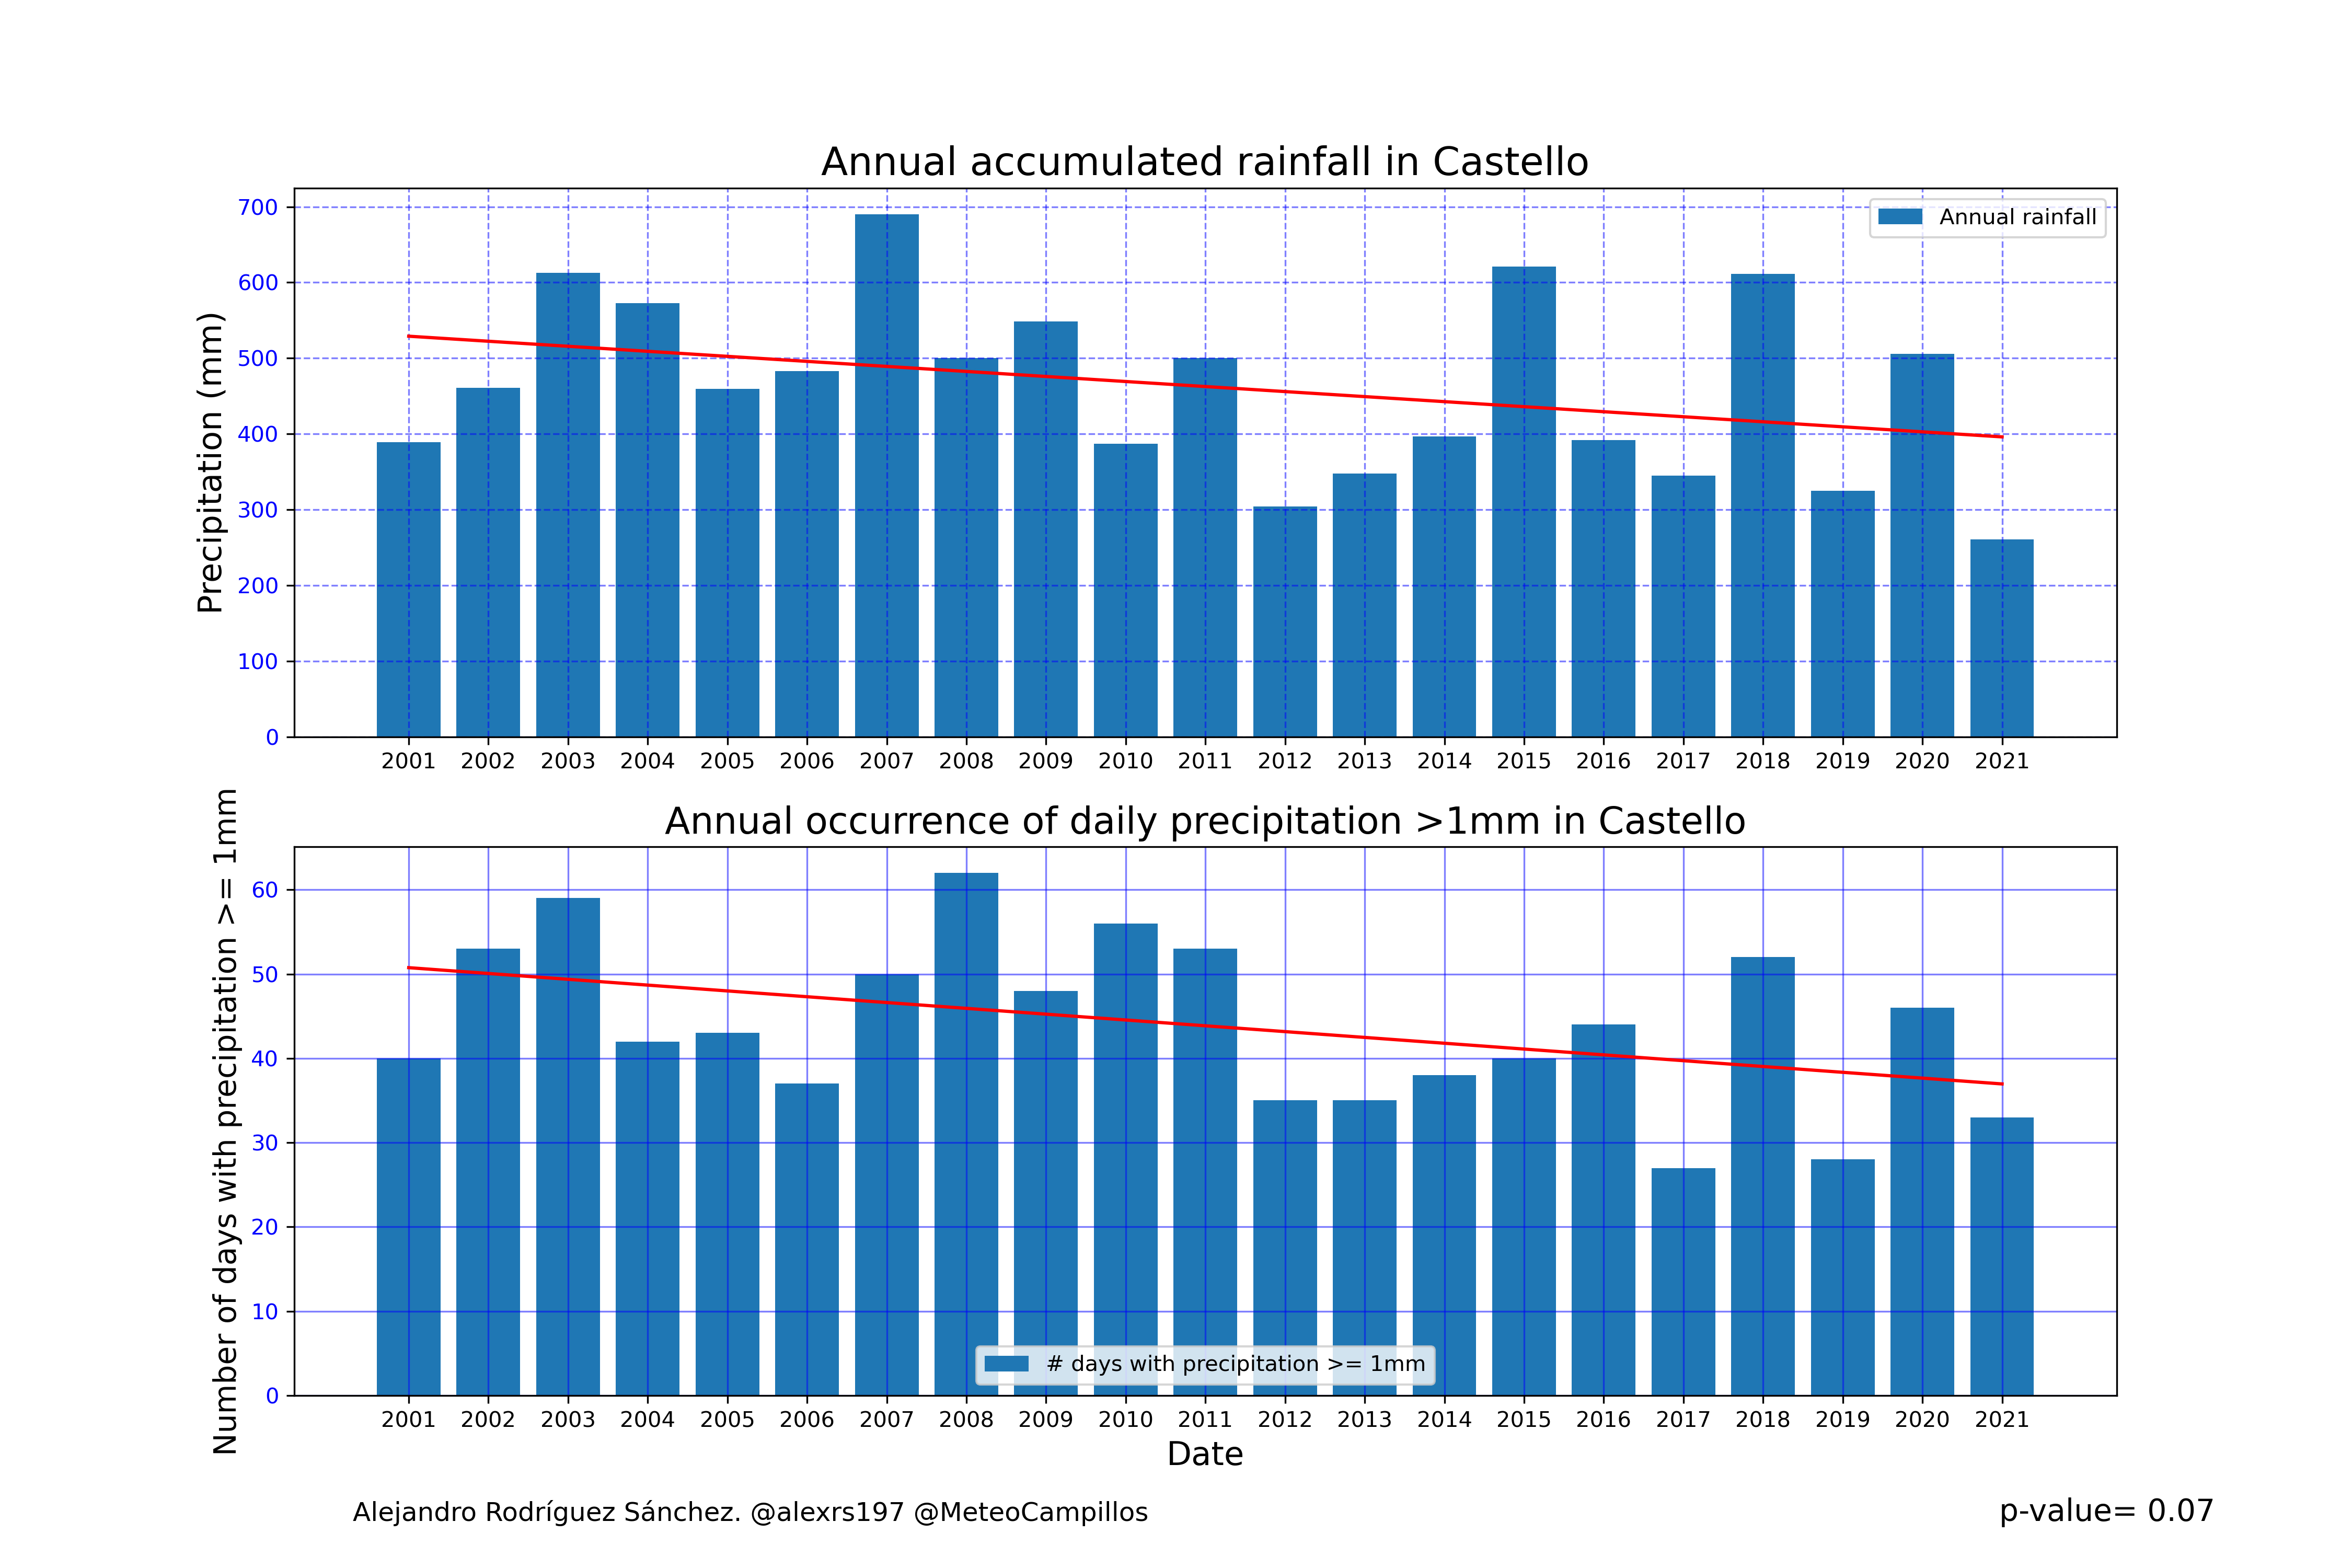 Annual accumulated rainfall in Castello
Precipitation (mm)
700
600
500
400
300
200
100
0
Annual rainfall
2001 2002 2003 2004 2005 2006 2007 2008 2009 2010 2011 2012 2013 2014 2015 2016 2017 2018 2019 2020 2021
Annual occurrence of daily precipitation >1mm in Castello
Number of days with precipitation >= 1mm
60
50
40
30
20
10
0
# days with precipitation >= 1mm
2001 2002 2003 2004 2005 2006 2007 2008 2009 2010 2011 2012 2013 2014 2015 2016 2017 2018 2019 2020 2021
Date
Alejandro Rodríguez Sánchez. @alexrs197 @MeteoCampillos
p-value= 0.07